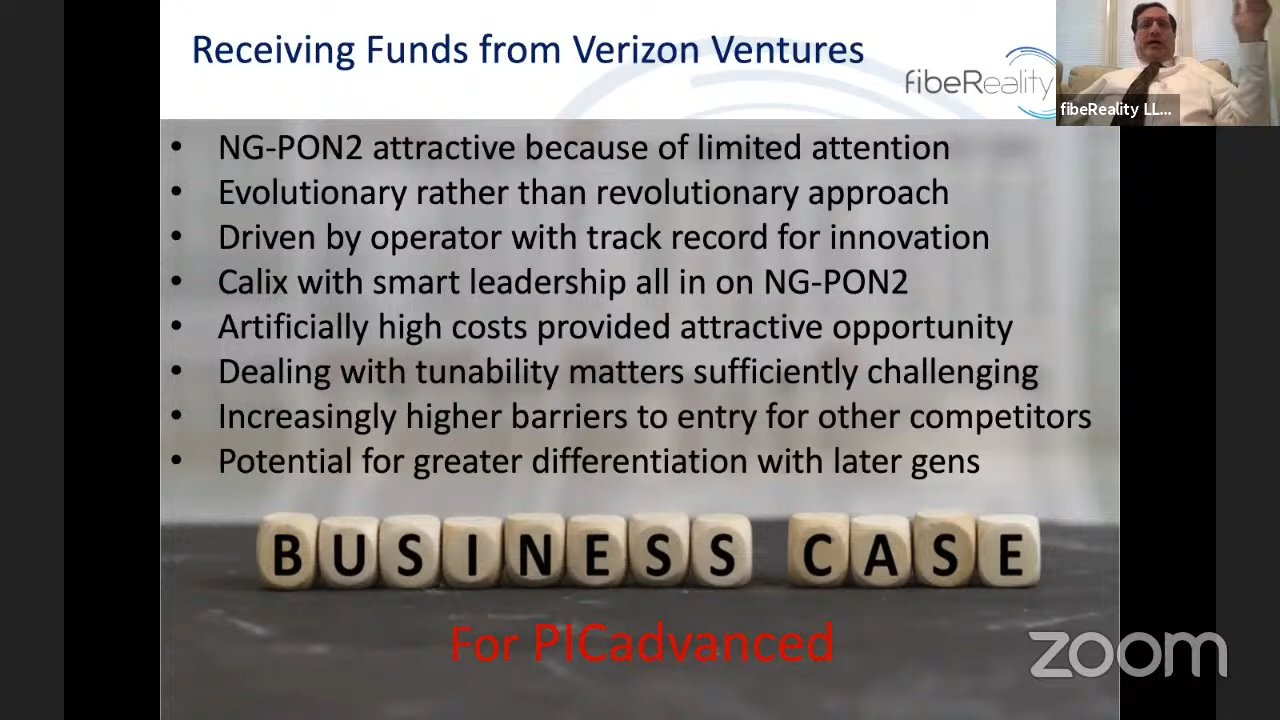 Receiving Funds from Verizon Ventures
fibeReality
fibeReality LL...
• NG-PON2 attractive because of limited attention
• Evolutionary rather than revolutionary approach
• Driven by operator with track record for innovation
• Calix with smart leadership all in on NG-PON2
• Artificially high costs provided attractive opportunity
• Dealing with tunability matters sufficiently challenging
• Increasingly higher barriers to entry for other competitors
• Potential for greater differentiation with later gens
BUSINESS CASE
For PICadvanced
zoom